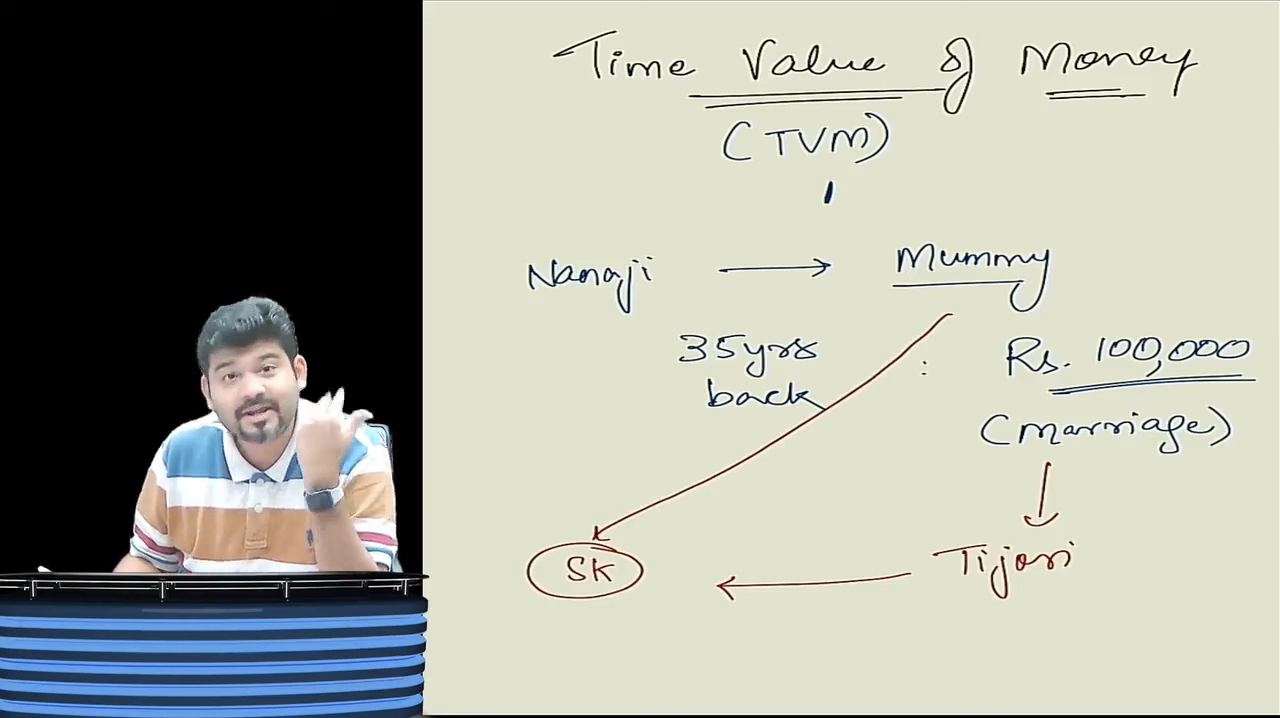 Time Value of Money
(TVM)
Nanaji → Mummy
35yrs back : Rs. 100,000
(marriage)
SK ← Tijori